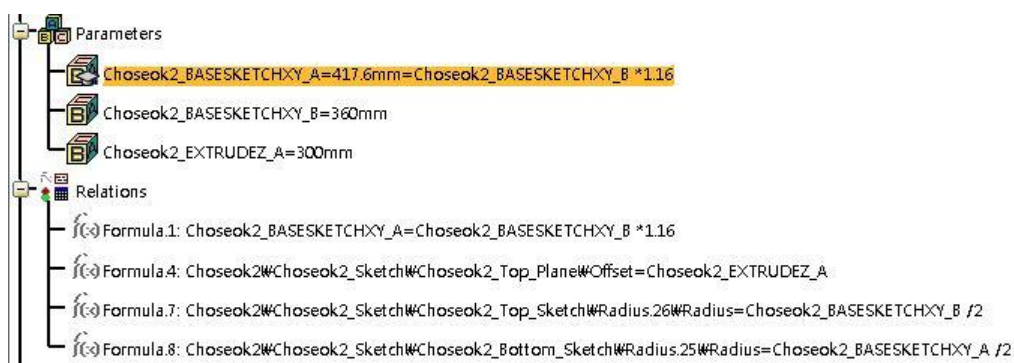 Parameters
Choseok2_BASESKETCHXY_A=417.6mm=Choseok2_BASESKETCHXY_B *1.16
Choseok2_BASESKETCHXY_B=360mm
Choseok2_EXTRUDEZ_A=300mm
Relations
f(x) Formula.1: Choseok2_BASESKETCHXY_A=Choseok2_BASESKETCHXY_B *1.16
f(x) Formula.4: Choseok2₩Choseok2_Sketch₩Choseok2_Top_Plane₩Offset=Choseok2_EXTRUDEZ_A
f(x) Formula.7: Choseok2₩Choseok2_Sketch₩Choseok2_Top_Sketch₩Radius.26₩Radius=Choseok2_BASESKETCHXY_B /2
f(x) Formula.8: Choseok2₩Choseok2_Sketch₩Choseok2_Bottom_Sketch₩Radius.25₩Radius=Choseok2_BASESKETCHXY_A /2